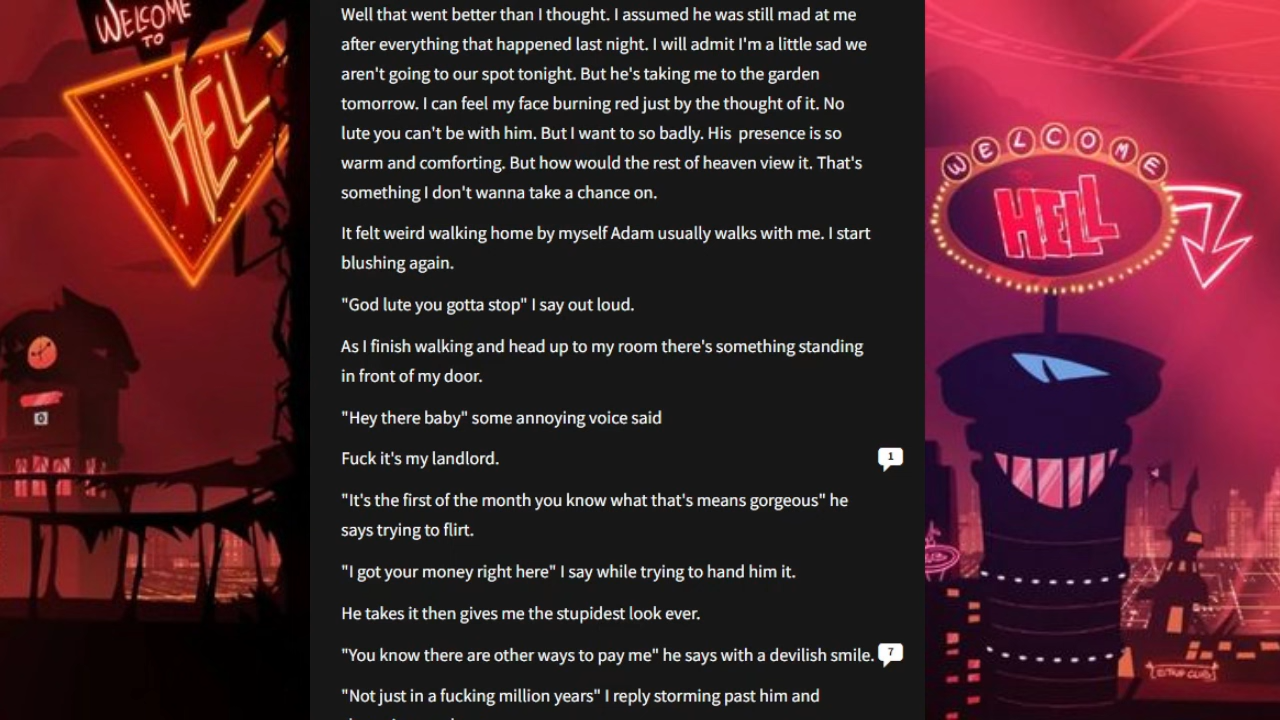 WELCOME
TO
HELL
Well that went better than I thought. I assumed he was still mad at me
after everything that happened last night. I will admit I'm a little sad we
aren't going to our spot tonight. But he's taking me to the garden
tomorrow. I can feel my face burning red just by the thought of it. No
lute you can't be with him. But I want to so badly. His  presence is so
warm and comforting. But how would the rest of heaven view it. That's
something I don't wanna take a chance on.
It felt weird walking home by myself Adam usually walks with me. I start
blushing again.
"God lute you gotta stop" I say out loud.
As I finish walking and head up to my room there's something standing
in front of my door.
"Hey there baby" some annoying voice said
Fuck it's my landlord.
1
"It's the first of the month you know what that's means gorgeous" he
says trying to flirt.
"I got your money right here" I say while trying to hand him it.
He takes it then gives me the stupidest look ever.
"You know there are other ways to pay me" he says with a devilish smile.
7
"Not just in a fucking million years" I reply storming past him and
WELCOME
HELL